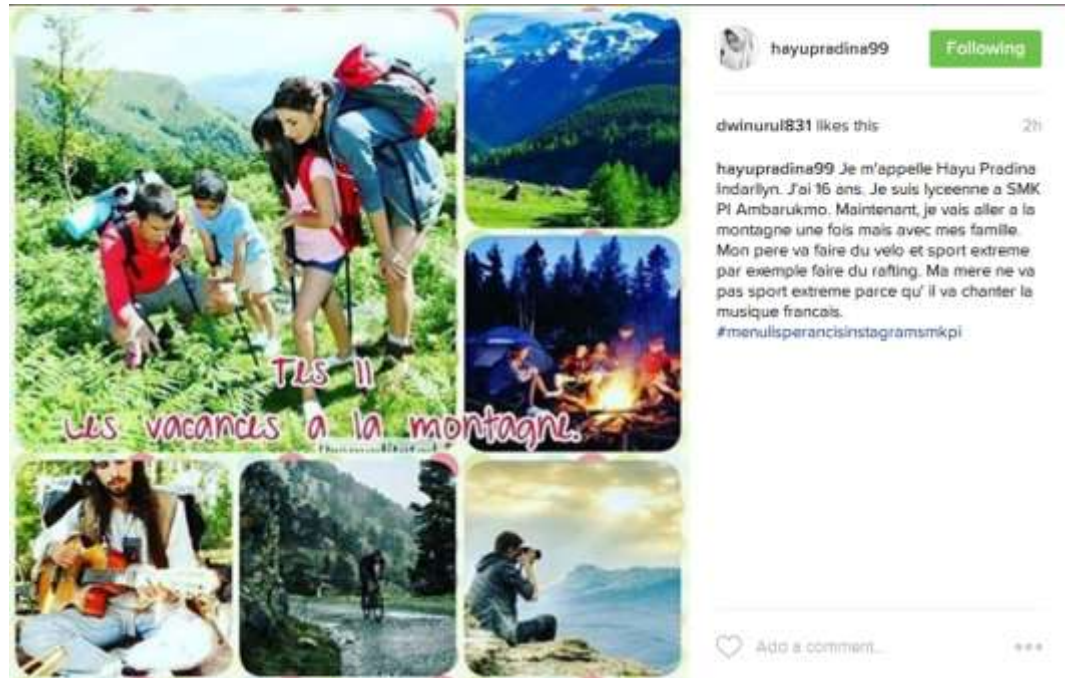 Tes II
Les vacances a la montagne.
hayupradina99
Following
dwinurul831 likes this
2h
hayupradina99 Je m'appelle Hayu Pradina
Indarllyn. J'ai 16 ans. Je suis lyceenne a SMK
PI Ambarukmo. Maintenant, je vais aller a la
montagne une fois mais avec mes famille.
Mon pere va faire du velo et sport extreme
par exemple faire du rafting. Ma mere ne va
pas sport extreme parce qu' il va chanter la
musique francais.
#menulisperancisinstagramsmkpi
Add a comment...